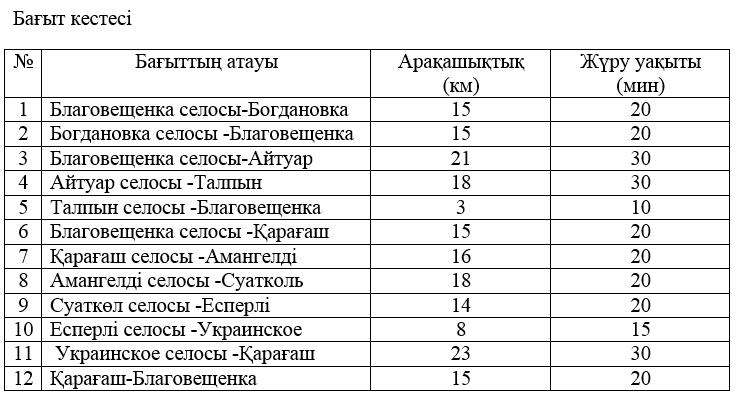 Бағыт кестесі
№ Бағыттың атауы Арақашықтық (км) Жүру уақыты (мин)
1 Благовещенка селосы-Богдановка 15 20
2 Богдановка селосы -Благовещенка 15 20
3 Благовещенка селосы-Айтуар 21 30
4 Айтуар селосы -Талпын 18 30
5 Талпын селосы -Благовещенка 3 10
6 Благовещенка селосы -Қарағаш 15 20
7 Қарағаш селосы -Амангелді 16 20
8 Амангелді селосы -Суатколь 18 20
9 Суаткөл селосы -Есперлі 14 20
10 Есперлі селосы -Украинское 8 15
11 Украинское селосы -Қарағаш 23 30
12 Қарағаш-Благовещенка 15 20